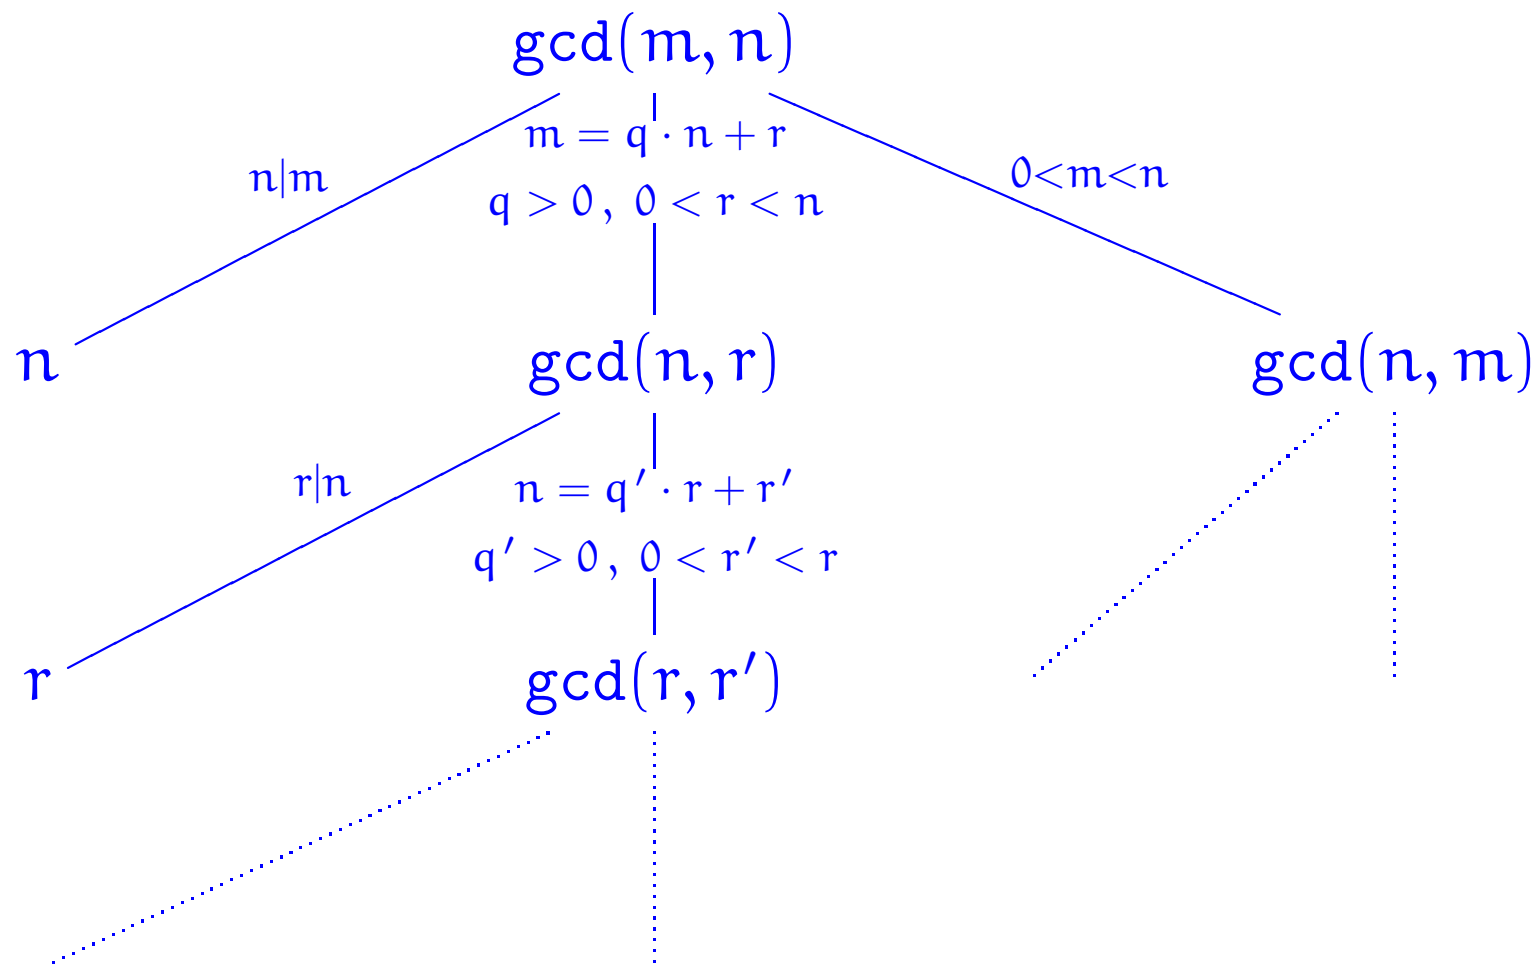 gcd(m, n)
m = q · n + r
n|m
0<m<n
q > 0 , 0 < r < n
n
gcd(n, r)
gcd(n, m)
r|n
n = q′ · r + r′
q′ > 0 , 0 < r′ < r
r
gcd(r, r′)